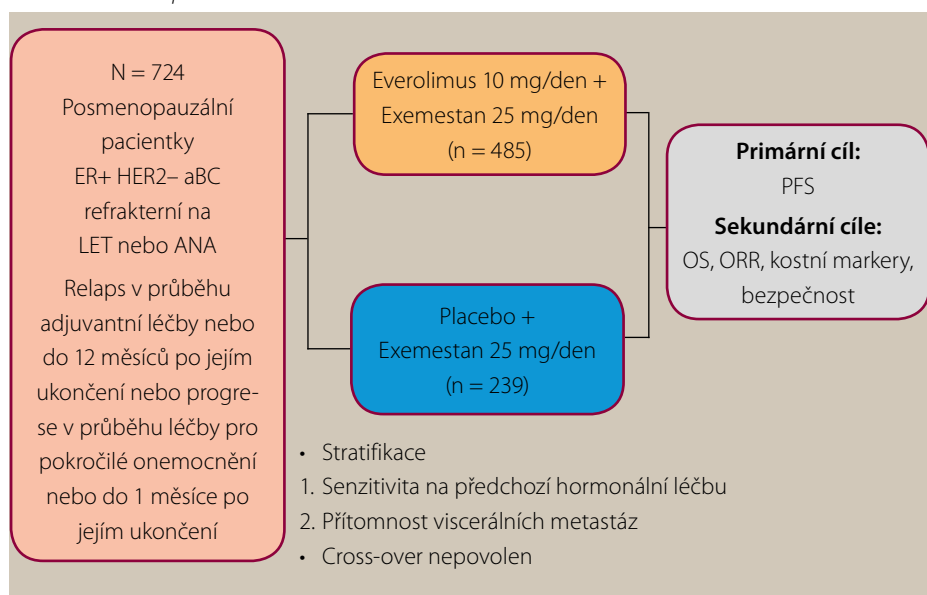 N = 724
Posmenopauzální
pacientky
ER+ HER2– aBC
refrakterní na
LET nebo ANA
Relaps v průběhu
adjuvantní léčby nebo
do 12 měsíců po jejím
ukončení nebo progre-
se v průběhu léčby pro
pokročilé onemocnění
nebo do 1 měsíce po
jejím ukončení
Everolimus 10 mg/den +
Exemestan 25 mg/den
(n = 485)
Placebo +
Exemestan 25 mg/den
(n = 239)
• Stratifikace
1. Senzitivita na předchozí hormonální léčbu
2. Přítomnost viscerálních metastáz
• Cross-over nepovolen
Primární cíl:
PFS
Sekundární cíle:
OS, ORR, kostní markery,
bezpečnost